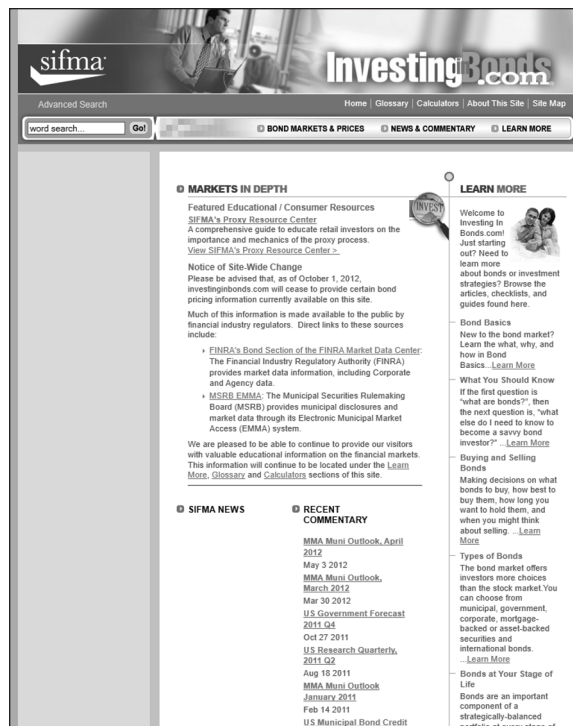 sifma
InvestingBonds.com
Advanced Search
Home | Glossary | Calculators | About This Site | Site Map
word search... Go!
BOND MARKETS & PRICES NEWS & COMMENTARY LEARN MORE
MARKETS IN DEPTH
Featured Educational / Consumer Resources
SIFMA's Proxy Resource Center
A comprehensive guide to educate retail investors on the
importance and mechanics of the proxy process.
View SIFMA's Proxy Resource Center >
INVEST
Notice of Site-Wide Change
Please be advised that, as of October 1, 2012,
investinginbonds.com will cease to provide certain bond
pricing information currently available on this site.
Much of this information is made available to the public by
financial industry regulators. Direct links to these sources
include:
FINRA's Bond Section of the FINRA Market Data Center:
The Financial Industry Regulatory Authority (FINRA)
provides market data information, including Corporate
and Agency data.
MSRB EMMA: The Municipal Securities Rulemaking
Board (MSRB) provides municipal disclosures and
market data through its Electronic Municipal Market
Access (EMMA) system.
We are pleased to be able to continue to provide our visitors
with valuable educational information on the financial markets.
This information will continue to be located under the Learn
More, Glossary and Calculators sections of this site.
SIFMA NEWS
RECENT
COMMENTARY
MMA Muni Outlook, April
2012
May 3 2012
MMA Muni Outlook,
March 2012
Mar 30 2012
US Government Forecast
2011 Q4
Oct 27 2011
US Research Quarterly,
2011 Q2
Aug 18 2011
MMA Muni Outlook
January 2011
Feb 14 2011
US Municipal Bond Credit
LEARN MORE
Welcome to
Investing In
Bonds.com!
Just starting
out? Need to
learn more
about bonds or investment
strategies? Browse the
articles, checklists, and
guides found here.
Bond Basics
New to the bond market?
Learn the what, why, and
how in Bond
Basics...Learn More
What You Should Know
If the first question is
"what are bonds?", then
the next question is, "what
else do I need to know to
become a savvy bond
investor?" ...Learn More
Buying and Selling
Bonds
Making decisions on what
bonds to buy, how best to
buy them, how long you
want to hold them, and
when you might think
about selling. ...Learn
More
Types of Bonds
The bond market offers
investors more choices
than the stock market.You
can choose from
municipal, government,
corporate, mortgage-
backed or asset-backed
securities and
international bonds.
...Learn More
Bonds at Your Stage of
Life
Bonds are an important
component of a
strategically-balanced
portfolio at every stage of